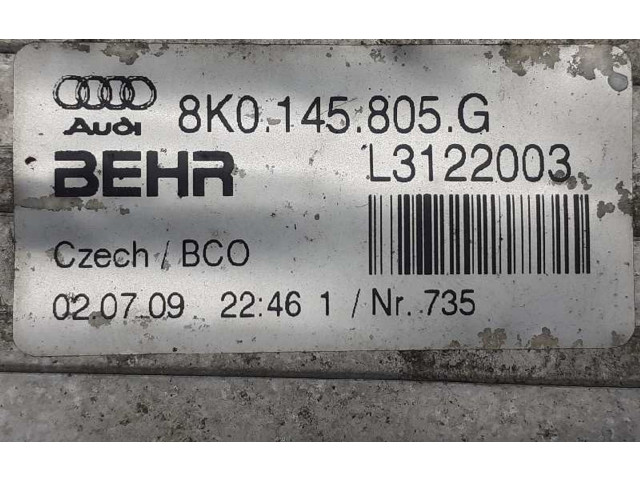 Audi 8K0.145.805.G
BEHR L3122003
Czech / BCO
02.07.09 22:46 1 / Nr. 735